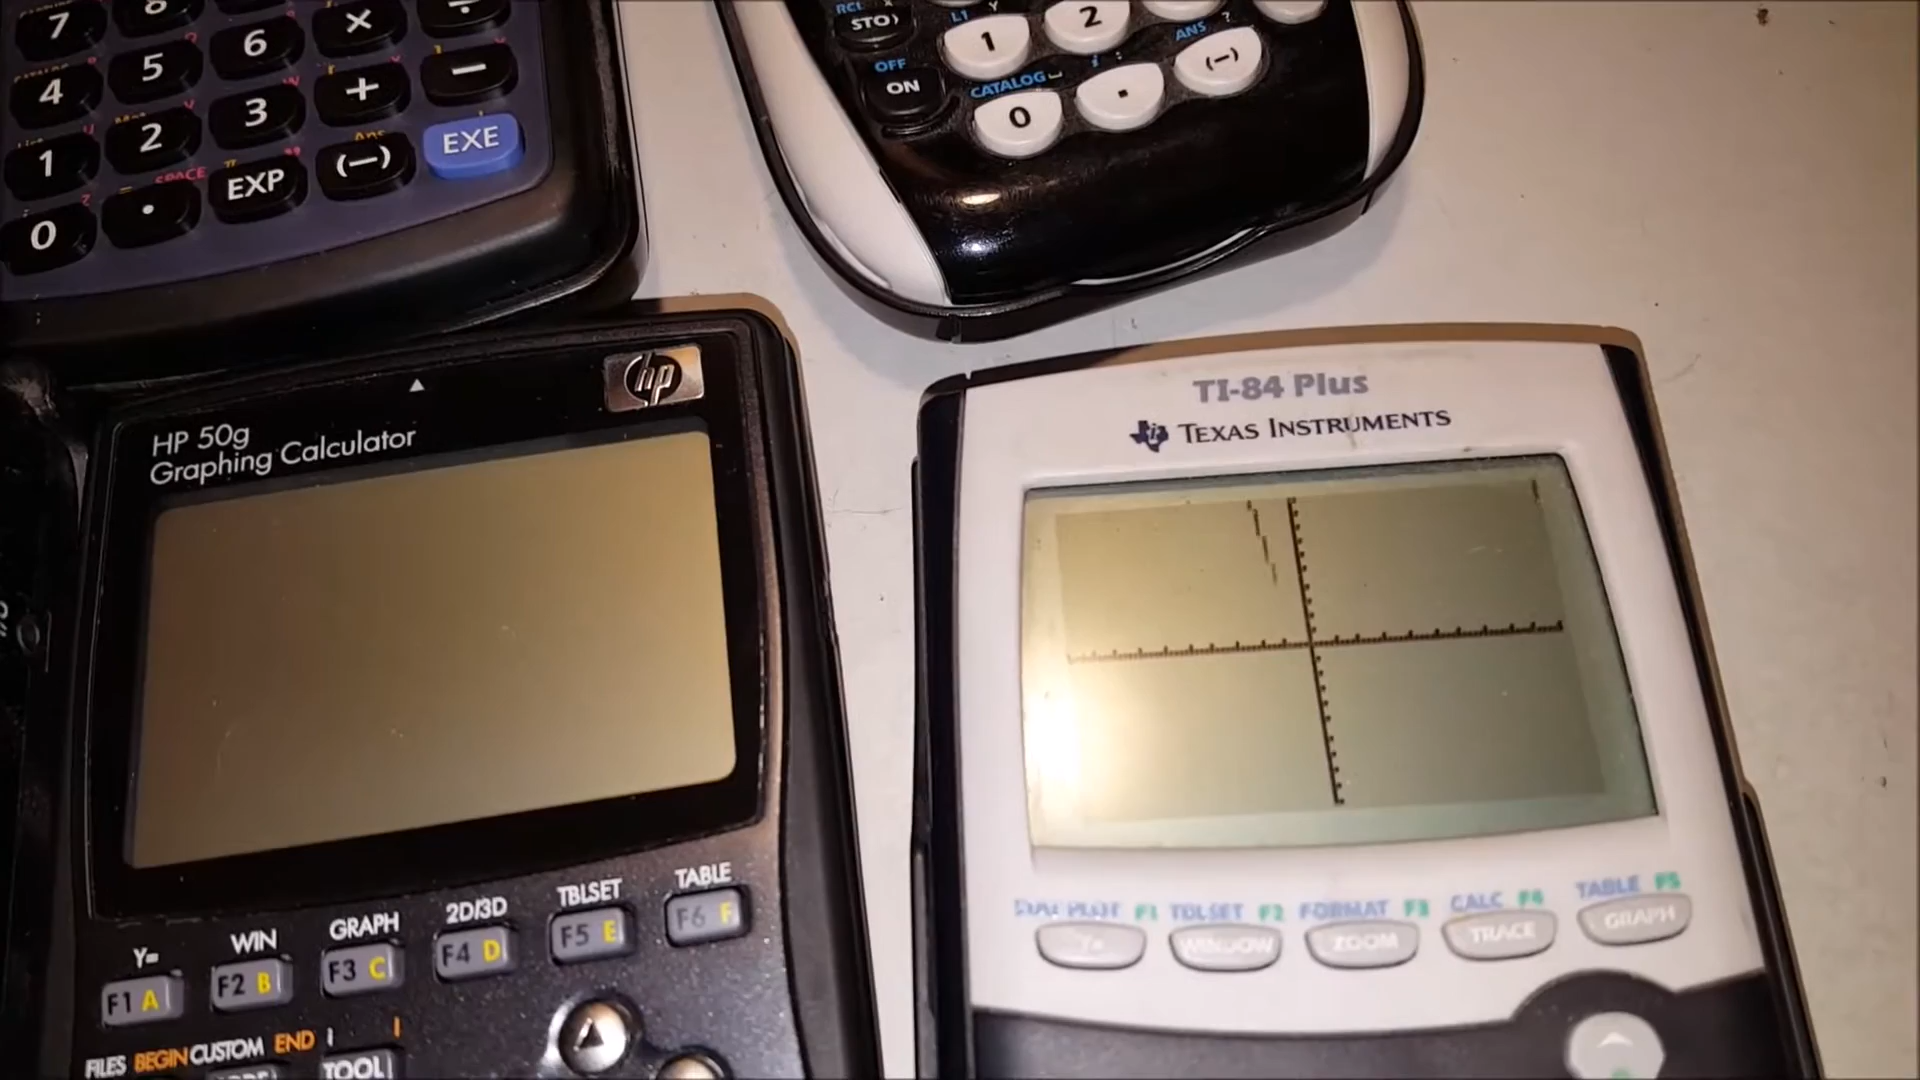 7 8 × ÷
4 5 6 + −
1 2 3 (−) EXE
0 . EXP
SPACE
Ans
π
RCL X
STO⟩
L1 Y
1 2
OFF
ON
CATALOG
i :
ANS ?
0 . (-)
hp
HP 50g
Graphing Calculator
Y= WIN GRAPH 2D/3D TBLSET TABLE
F1 A F2 B F3 C F4 D F5 E F6 F
FILES BEGIN CUSTOM END
TOOL
TI-84 Plus
TEXAS INSTRUMENTS
STAT PLOT F1 TBLSET F2 FORMAT F3 CALC F4 TABLE F5
Y= WINDOW ZOOM TRACE GRAPH